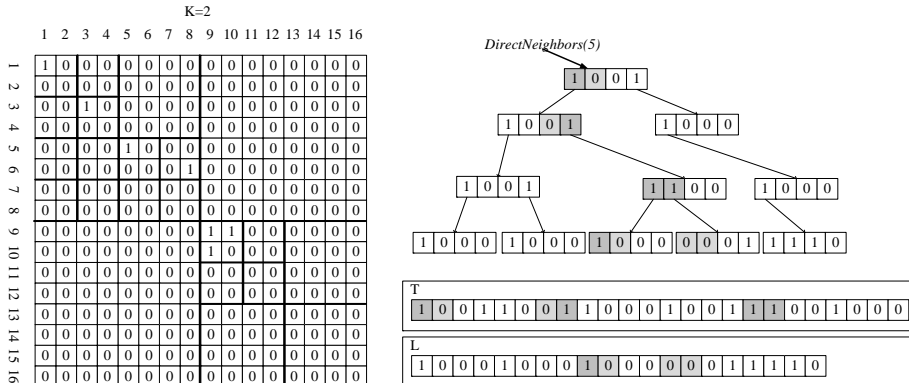 K=2
1 2 3 4 5 6 7 8 9 10 11 12 13 14 15 16
1 1 0 0 0 0 0 0 0 0 0 0 0 0 0 0 0
2 0 0 0 0 0 0 0 0 0 0 0 0 0 0 0 0
3 0 0 1 0 0 0 0 0 0 0 0 0 0 0 0 0
4 0 0 0 0 0 0 0 0 0 0 0 0 0 0 0 0
5 0 0 0 0 1 0 0 0 0 0 0 0 0 0 0 0
6 0 0 0 0 0 0 0 1 0 0 0 0 0 0 0 0
7 0 0 0 0 0 0 0 0 0 0 0 0 0 0 0 0
8 0 0 0 0 0 0 0 0 0 0 0 0 0 0 0 0
9 0 0 0 0 0 0 0 0 1 1 0 0 0 0 0 0
10 0 0 0 0 0 0 0 0 1 0 0 0 0 0 0 0
11 0 0 0 0 0 0 0 0 0 0 0 0 0 0 0 0
12 0 0 0 0 0 0 0 0 0 0 0 0 0 0 0 0
13 0 0 0 0 0 0 0 0 0 0 0 0 0 0 0 0
14 0 0 0 0 0 0 0 0 0 0 0 0 0 0 0 0
15 0 0 0 0 0 0 0 0 0 0 0 0 0 0 0 0
16 0 0 0 0 0 0 0 0 0 0 0 0 0 0 0 0
DirectNeighbors(5)
1 0 0 1
1 0 0 1 1 0 0 0
1 0 0 1 1 1 0 0 1 0 0 0
1 0 0 0 1 0 0 0 1 0 0 0 0 0 0 1 1 1 1 0
T
1 0 0 1 1 0 0 1 1 0 0 0 1 0 0 1 1 1 0 0 1 0 0 0
L
1 0 0 0 1 0 0 0 1 0 0 0 0 0 0 1 1 1 1 0